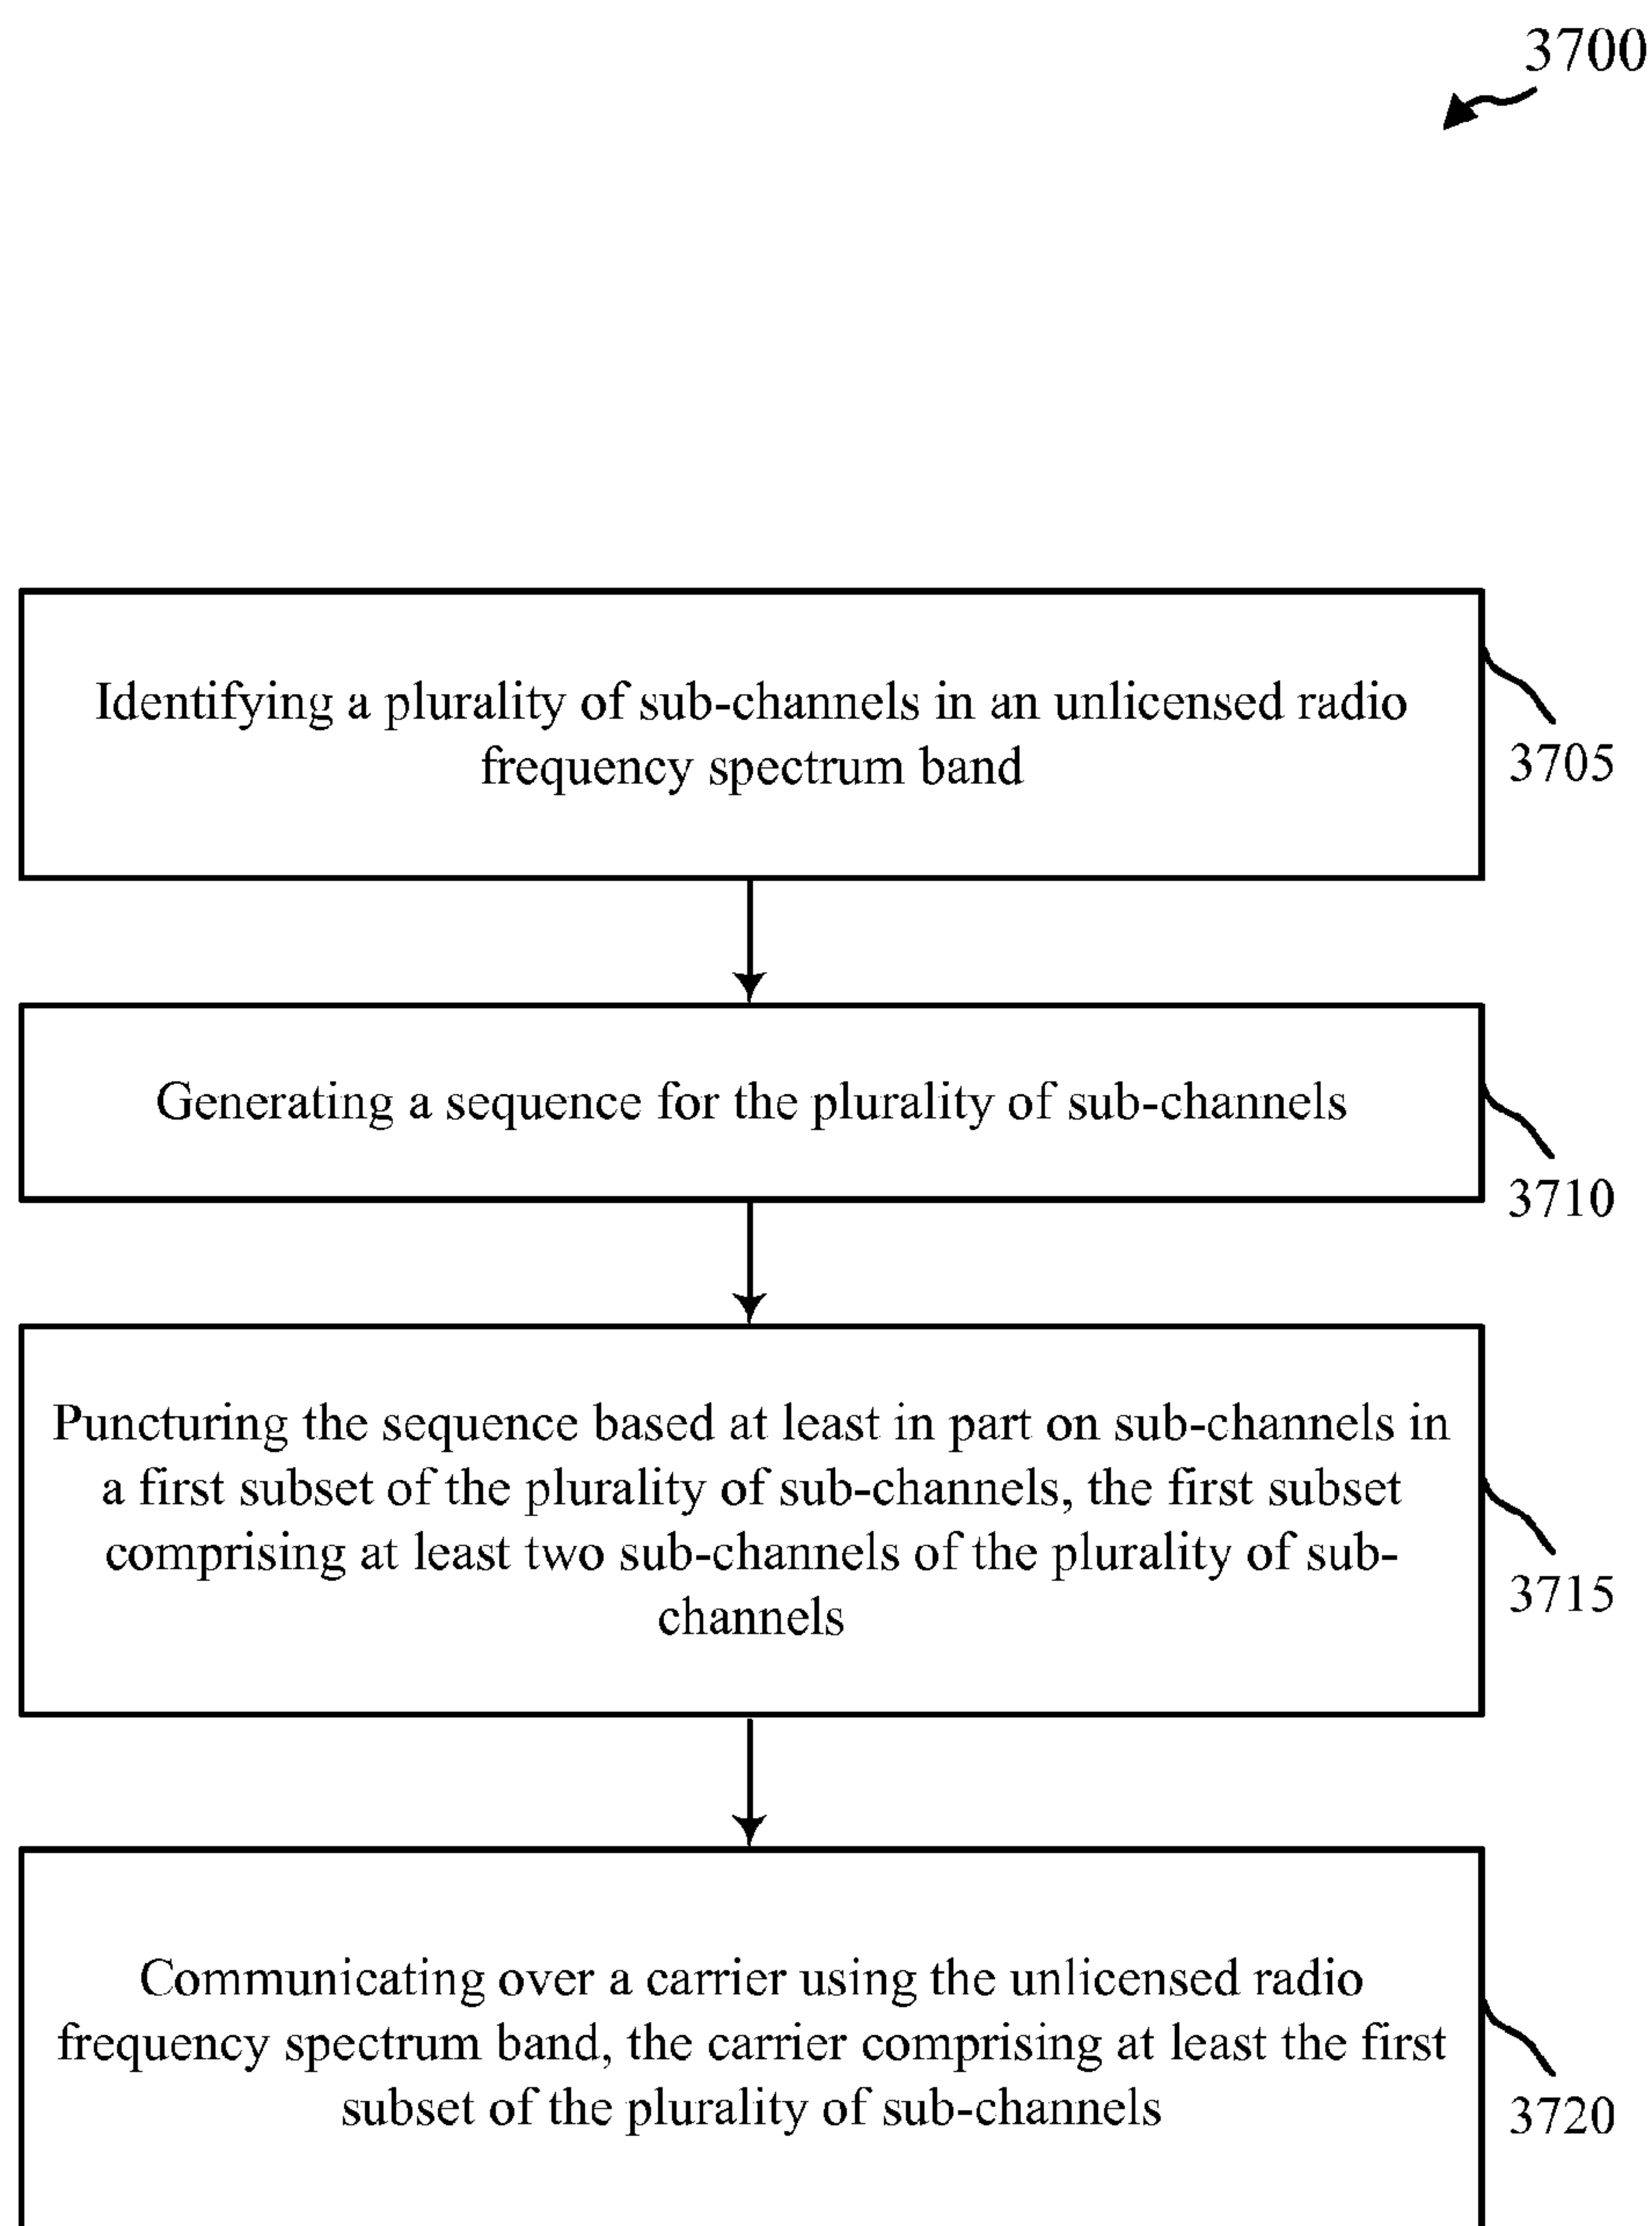 3700
Identifying a plurality of sub-channels in an unlicensed radio
frequency spectrum band
3705
Generating a sequence for the plurality of sub-channels
3710
Puncturing the sequence based at least in part on sub-channels in
a first subset of the plurality of sub-channels, the first subset
comprising at least two sub-channels of the plurality of sub-
channels
3715
Communicating over a carrier using the unlicensed radio
frequency spectrum band, the carrier comprising at least the first
subset of the plurality of sub-channels
3720